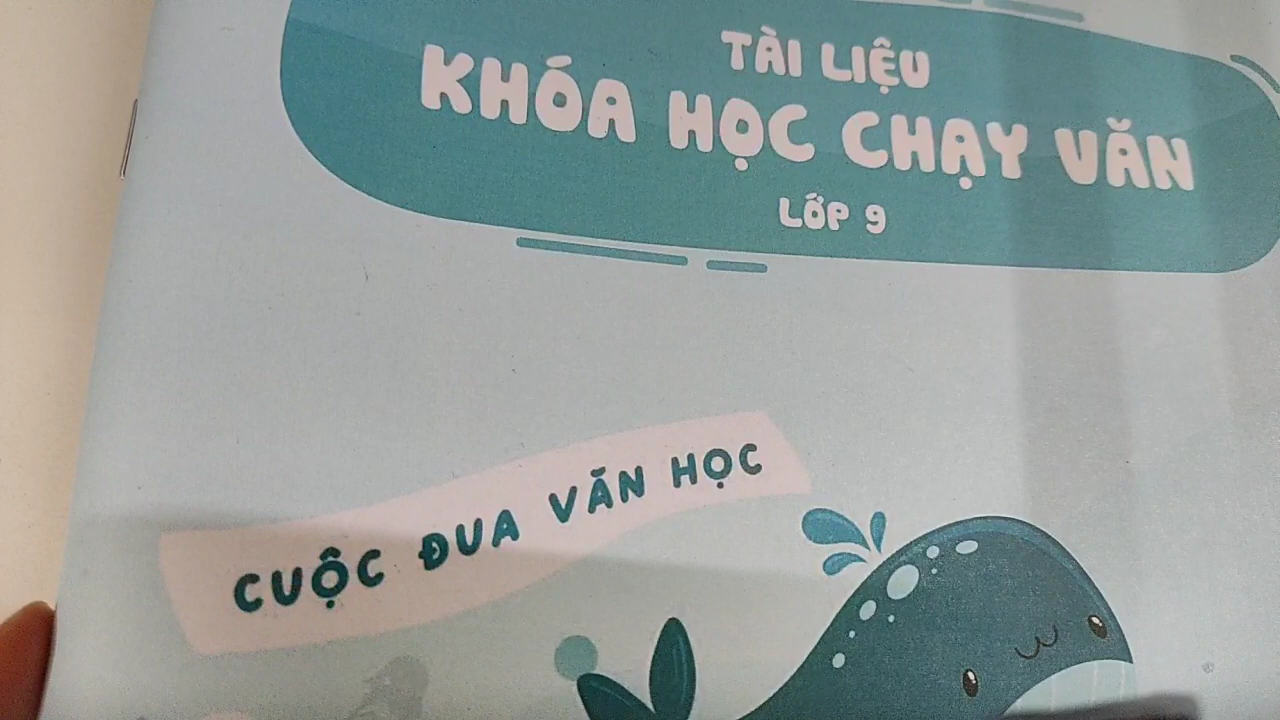 TÀI LIỆU
KHÓA HỌC CHẠY VĂN
LỚP 9
CUỘC ĐUA VĂN HỌC